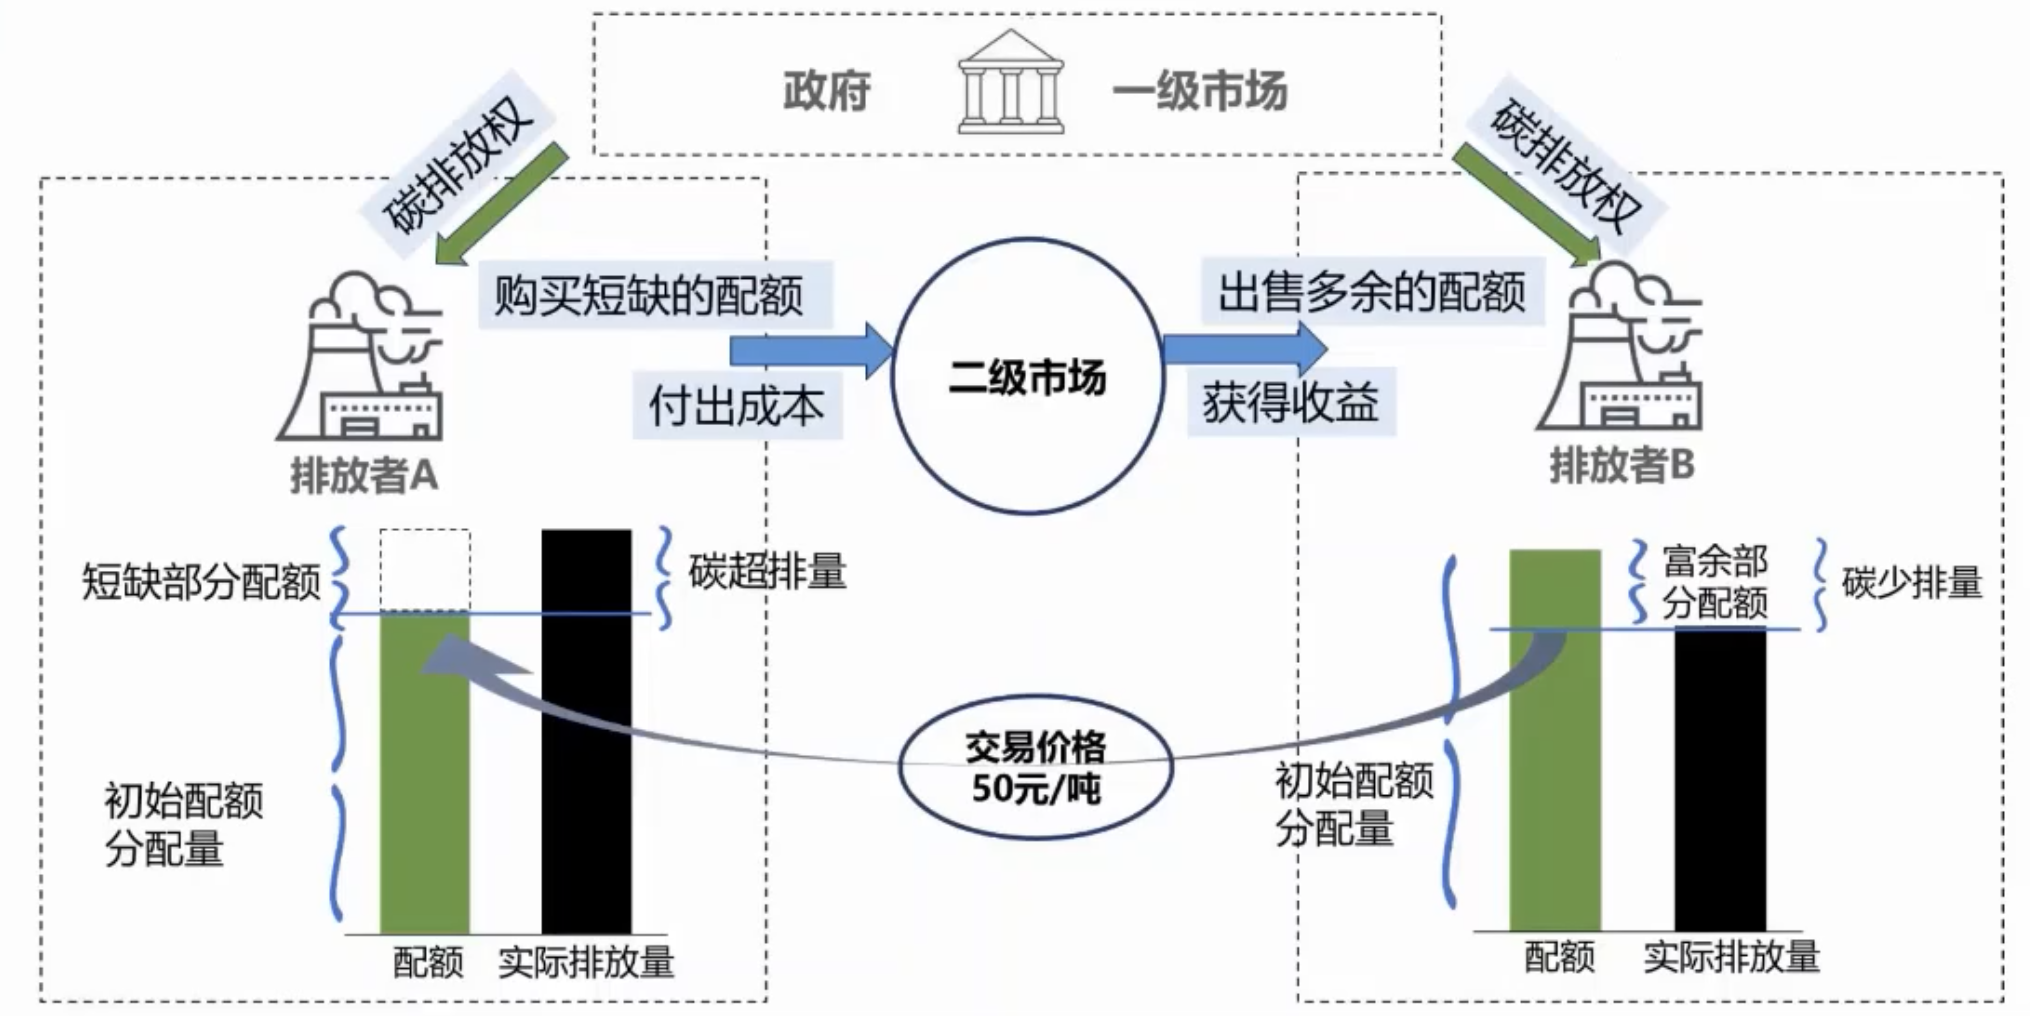 政府
一级市场
碳排放权
碳排放权
购买短缺的配额
付出成本
二级市场
出售多余的配额
获得收益
排放者A
排放者B
短缺部分配额
碳超排量
初始配额
分配量
配额
实际排放量
交易价格
50元/吨
富余部
分配额
碳少排量
初始配额
分配量
配额
实际排放量